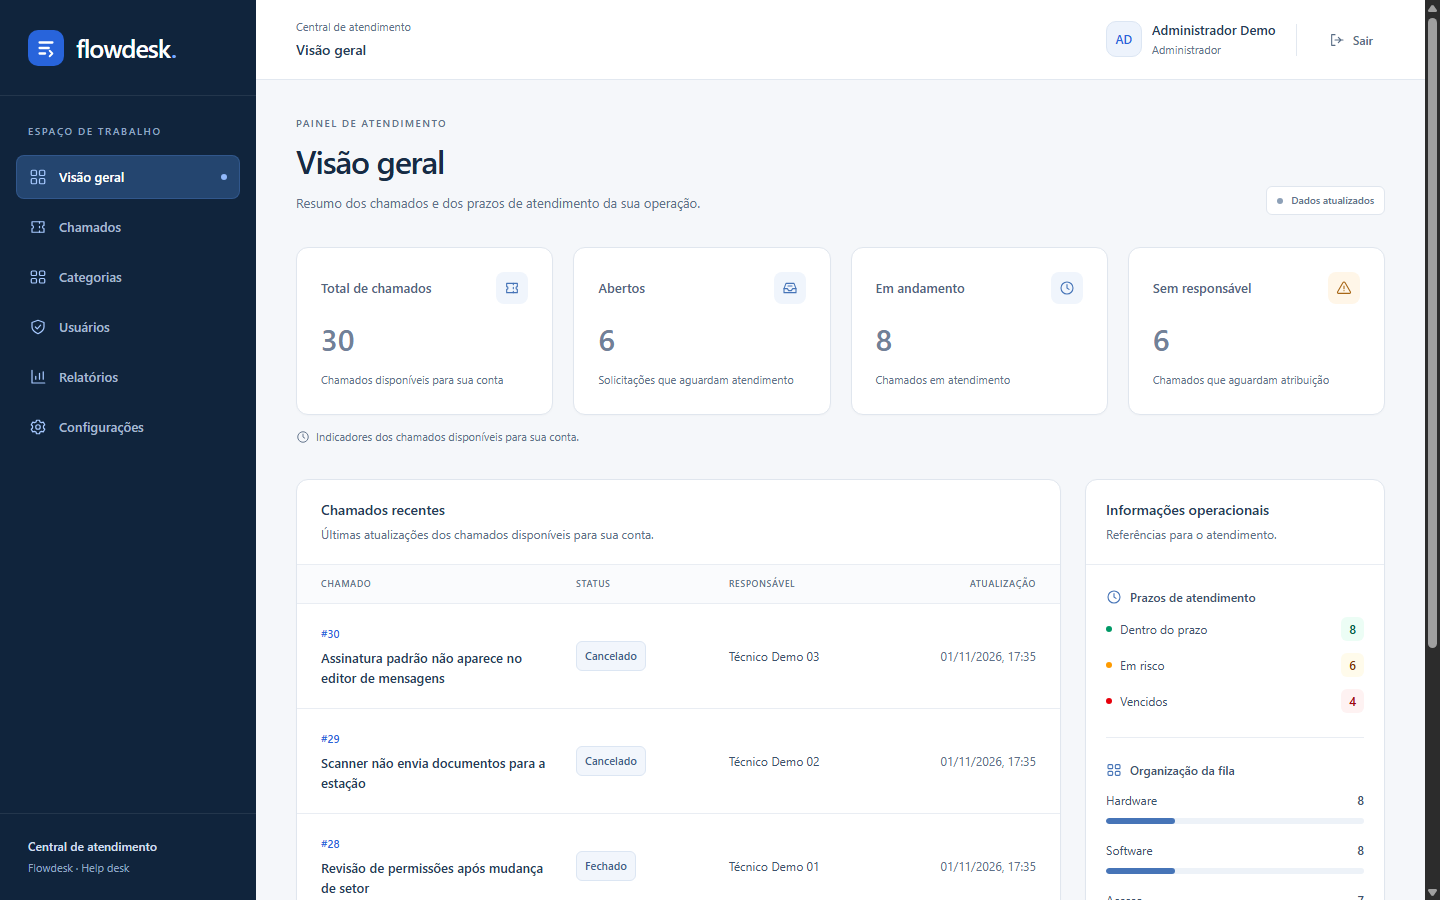 flowdesk.
ESPAÇO DE TRABALHO
Visão geral
Chamados
Categorias
Usuários
Relatórios
Configurações
Central de atendimento
Flowdesk · Help desk
Central de atendimento
Visão geral
AD
Administrador Demo
Administrador
Sair
PAINEL DE ATENDIMENTO
Visão geral
Resumo dos chamados e dos prazos de atendimento da sua operação.
Dados atualizados
Total de chamados
30
Chamados disponíveis para sua conta
Abertos
6
Solicitações que aguardam atendimento
Em andamento
8
Chamados em atendimento
Sem responsável
6
Chamados que aguardam atribuição
Indicadores dos chamados disponíveis para sua conta.
Chamados recentes
Últimas atualizações dos chamados disponíveis para sua conta.
CHAMADO STATUS RESPONSÁVEL ATUALIZAÇÃO
#30
Assinatura padrão não aparece no
editor de mensagens
Cancelado
Técnico Demo 03
01/11/2026, 17:35
#29
Scanner não envia documentos para a
estação
Cancelado
Técnico Demo 02
01/11/2026, 17:35
#28
Revisão de permissões após mudança
de setor
Fechado
Técnico Demo 01
01/11/2026, 17:35
Informações operacionais
Referências para o atendimento.
Prazos de atendimento
Dentro do prazo 8
Em risco 6
Vencidos 4
Organização da fila
Hardware 8
Software 8